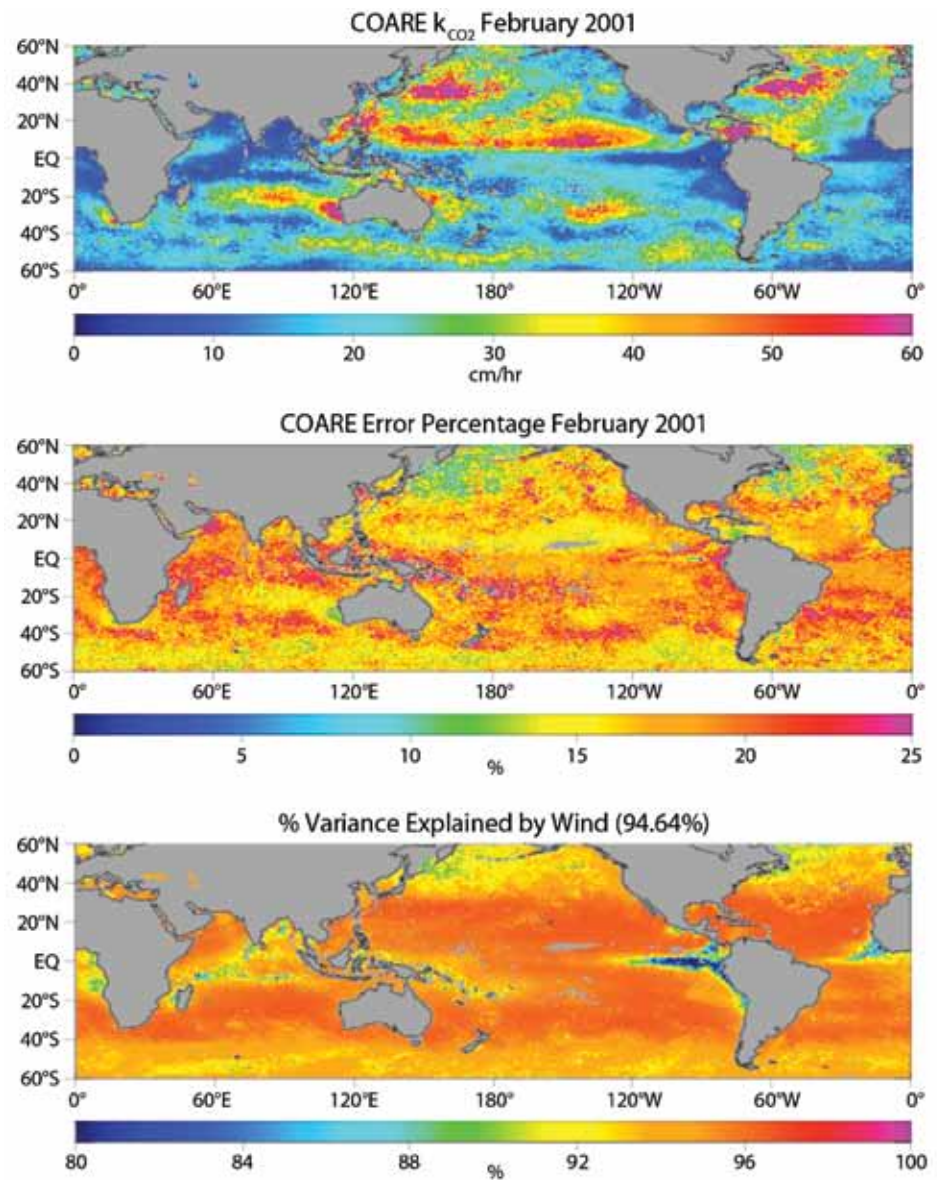 COARE kCO2 February 2001
60°N
40°N
20°N
EQ
20°S
40°S
60°S
0° 60°E 120°E 180° 120°W 60°W 0°
0 10 20 30 40 50 60
cm/hr
COARE Error Percentage February 2001
60°N
40°N
20°N
EQ
20°S
40°S
60°S
0° 60°E 120°E 180° 120°W 60°W 0°
0 5 10 15 20 25
%
% Variance Explained by Wind (94.64%)
60°N
40°N
20°N
EQ
20°S
40°S
60°S
0° 60°E 120°E 180° 120°W 60°W 0°
80 84 88 92 96 100
%